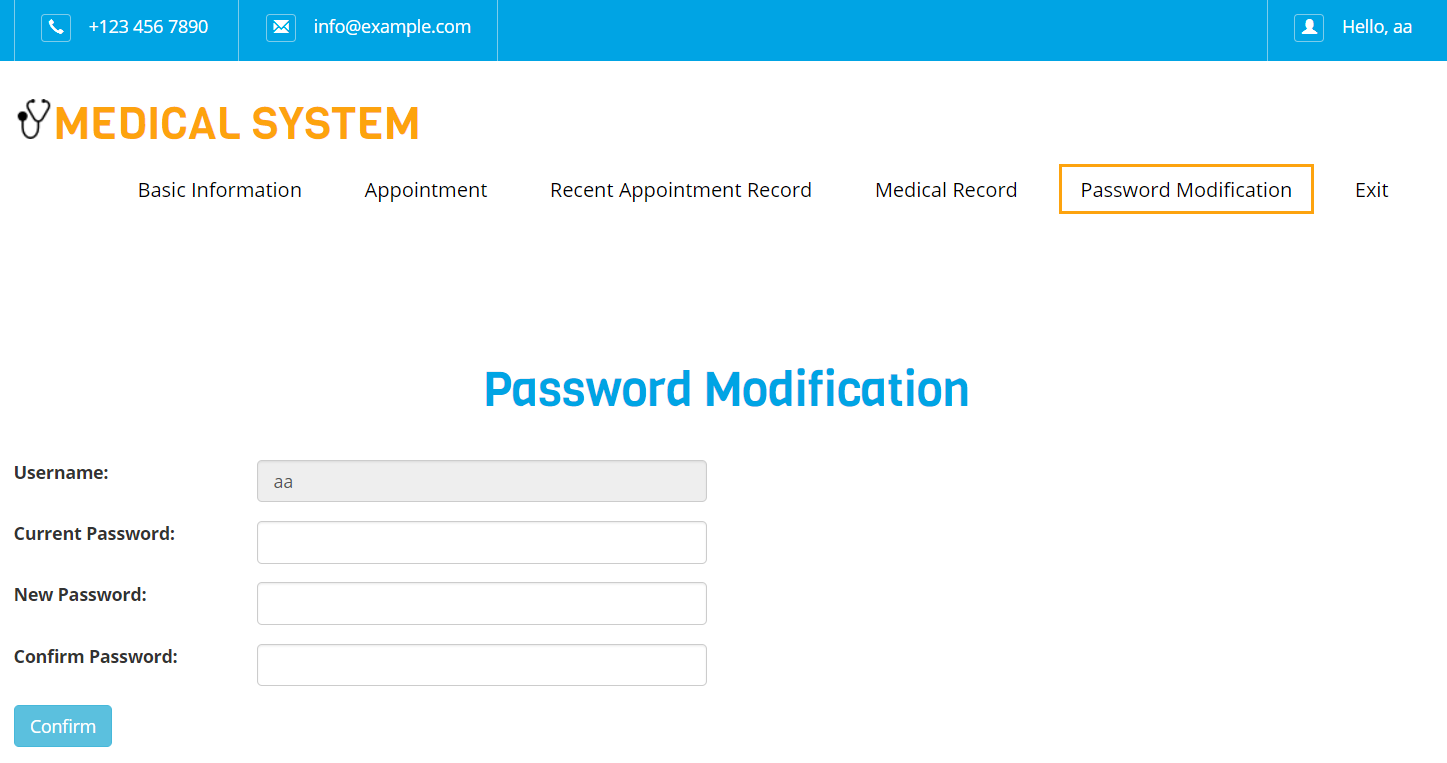 +123 456 7890 info@example.com Hello, aa
MEDICAL SYSTEM
Basic Information Appointment Recent Appointment Record Medical Record Password Modification Exit
Password Modification
Username: aa
Current Password:
New Password:
Confirm Password:
Confirm